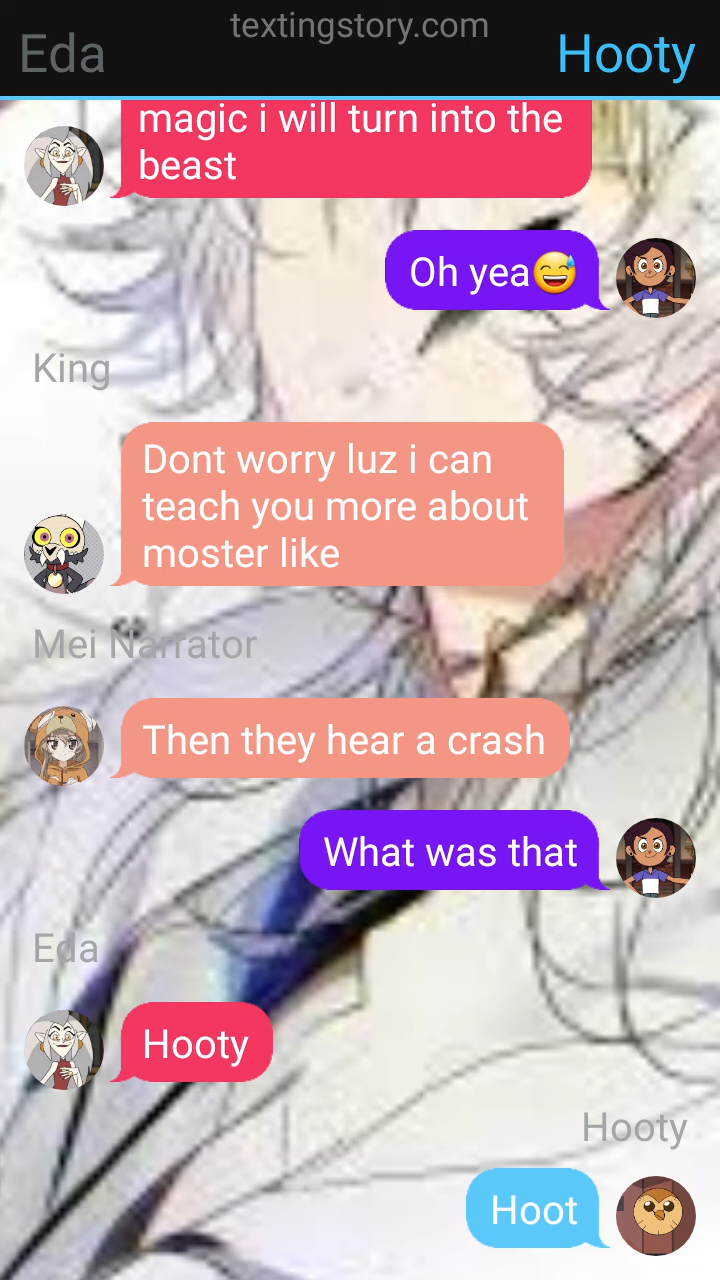 textingstory.com
Eda
Hooty
magic i will turn into the
beast
Oh yea😅
King
Dont worry luz i can
teach you more about
moster like
Mei Narrator
Then they hear a crash
What was that
Eda
Hooty
Hooty
Hoot